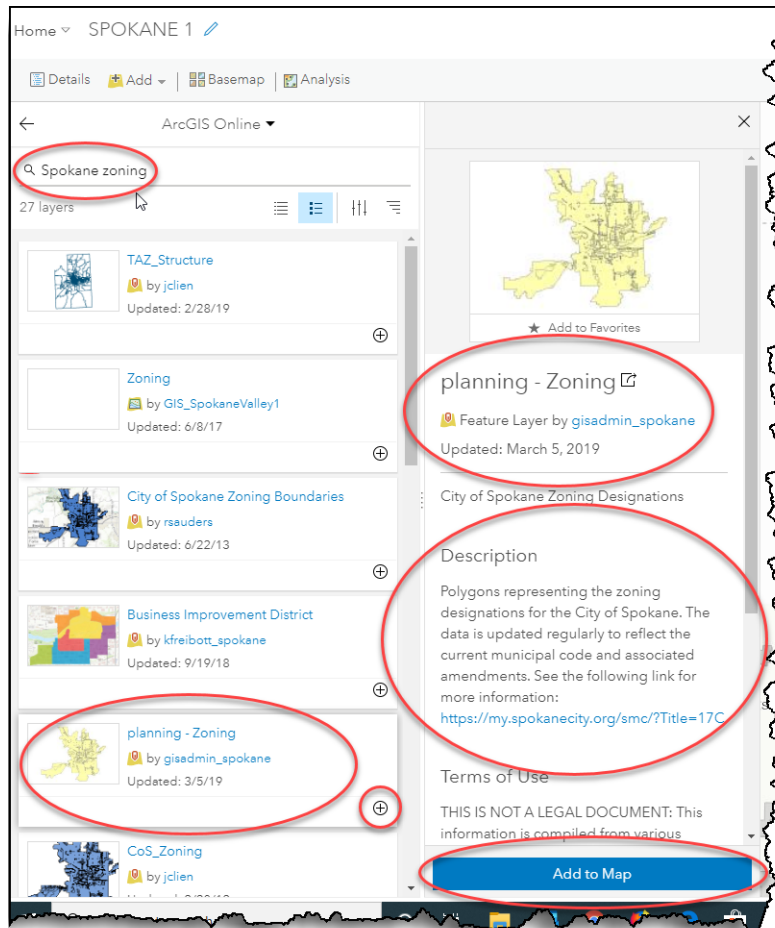 Home SPOKANE 1
Details Add Basemap Analysis
ArcGIS Online
Spokane zoning
27 layers
TAZ_Structure
by jclien
Updated: 2/28/19
Zoning
by GIS_SpokaneValley1
Updated: 6/8/17
City of Spokane Zoning Boundaries
by rsauders
Updated: 6/22/13
Business Improvement District
by kfreibott_spokane
Updated: 9/19/18
planning - Zoning
by gisadmin_spokane
Updated: 3/5/19
CoS_Zoning
by jclien
Add to Favorites
planning - Zoning
Feature Layer by gisadmin_spokane
Updated: March 5, 2019
City of Spokane Zoning Designations
Description
Polygons representing the zoning
designations for the City of Spokane. The
data is updated regularly to reflect the
current municipal code and associated
amendments. See the following link for
more information:
https://my.spokanecity.org/smc/?Title=17C
Terms of Use
THIS IS NOT A LEGAL DOCUMENT: This
information is compiled from various
Add to Map